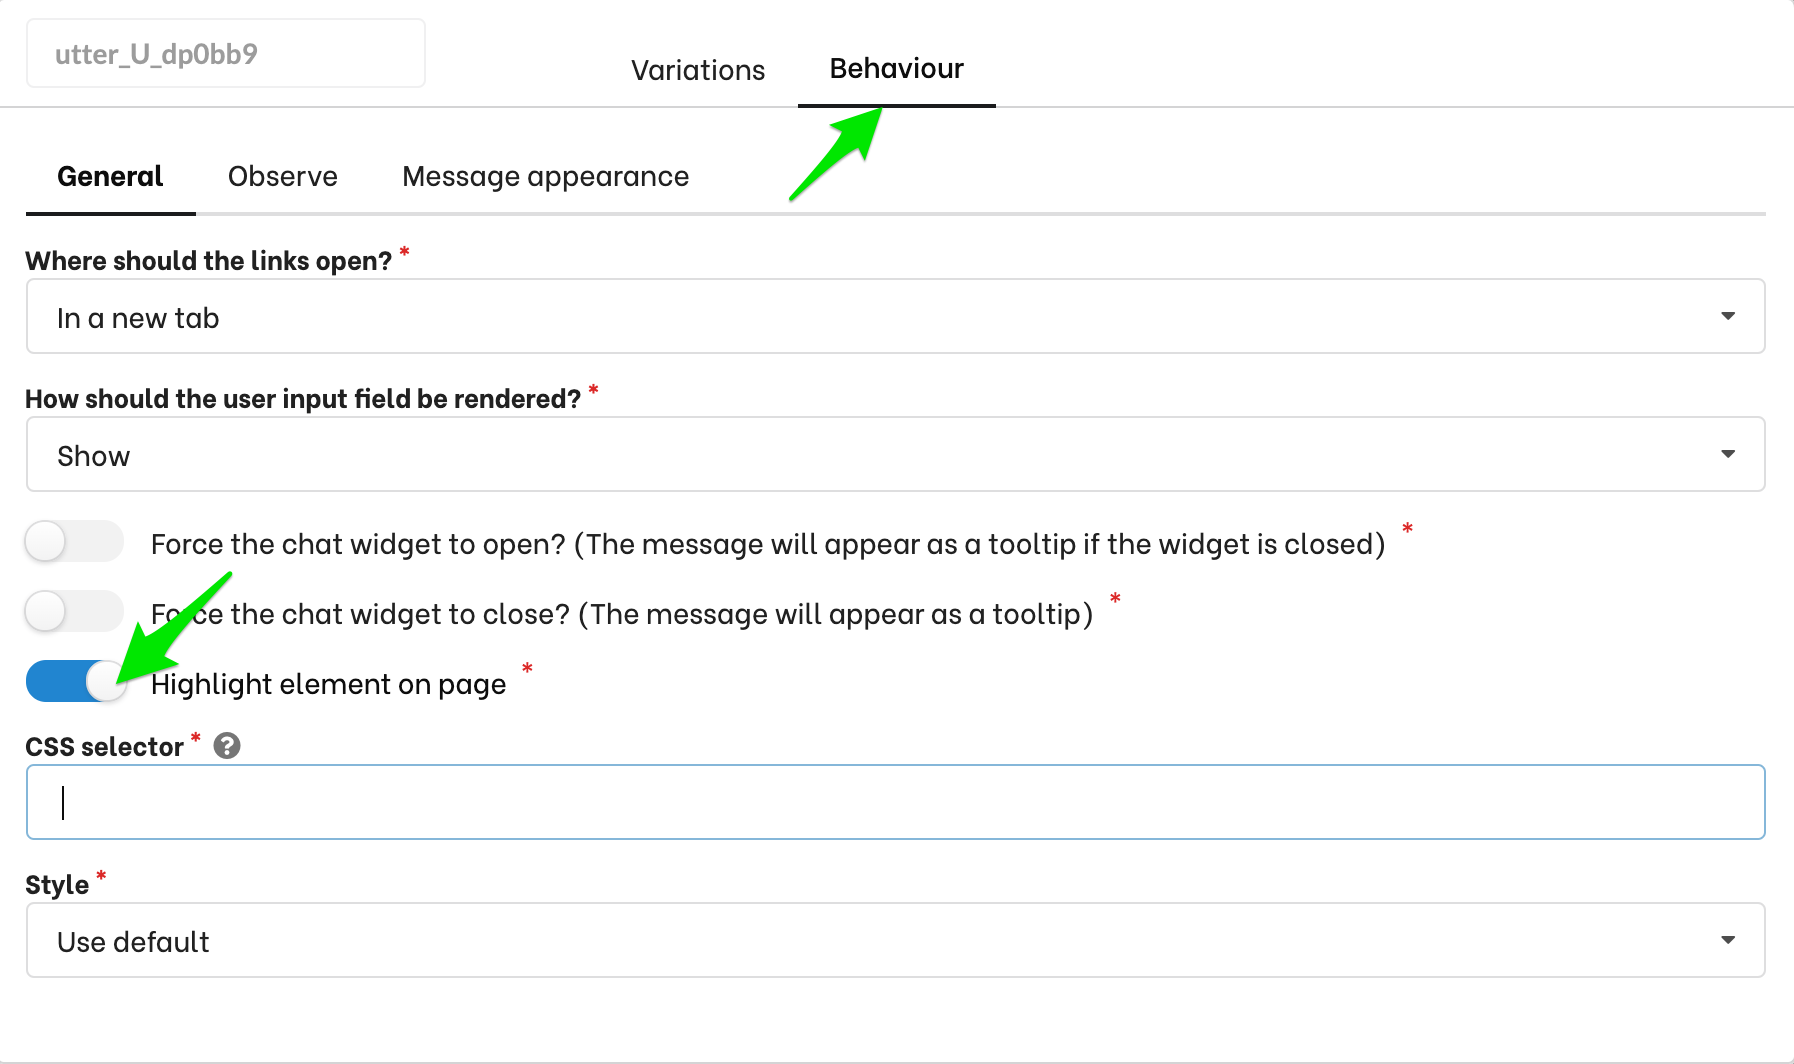 utter_U_dp0bb9
Variations
Behaviour
General
Observe
Message appearance
Where should the links open? *
In a new tab
How should the user input field be rendered? *
Show
Force the chat widget to open? (The message will appear as a tooltip if the widget is closed) *
Force the chat widget to close? (The message will appear as a tooltip) *
Highlight element on page *
CSS selector * ?
Style *
Use default